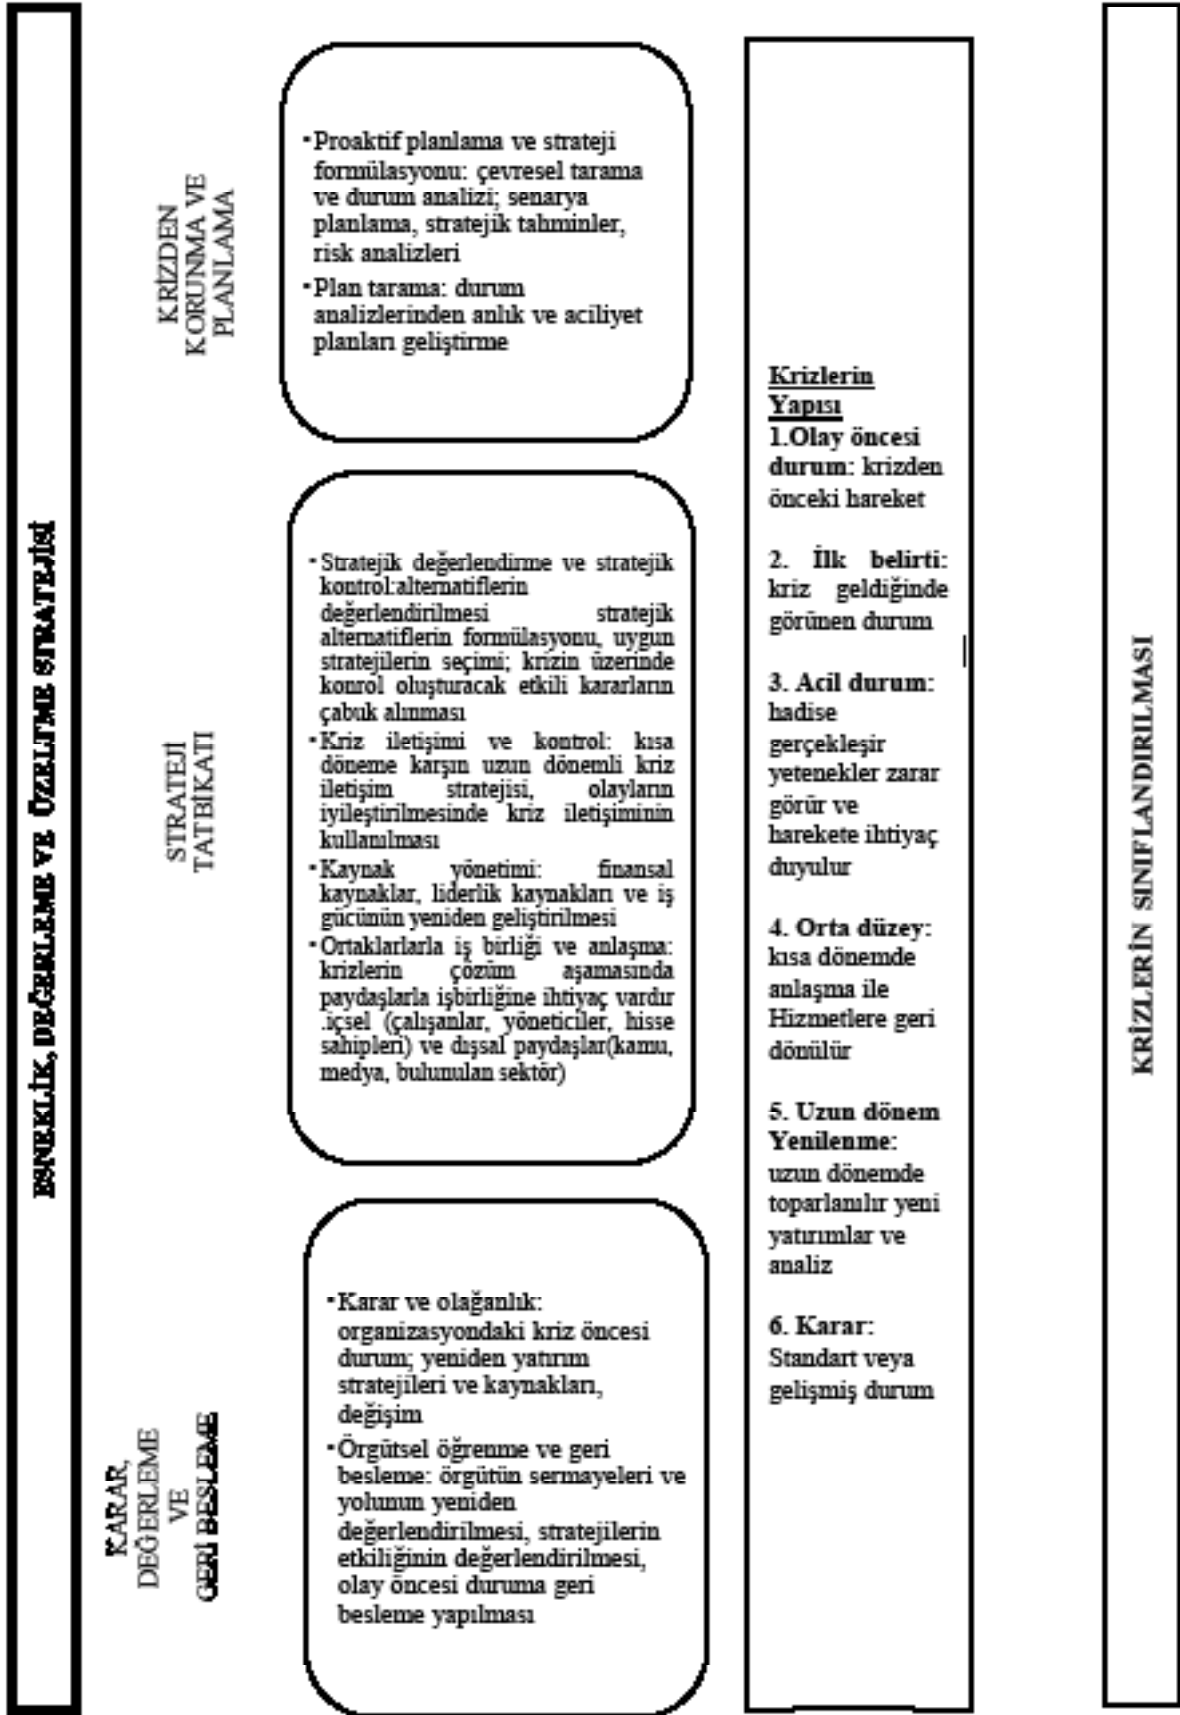 ESNEKLİK, DEĞERLEME VE ÜZELTME STRATEJİSİ
KRİZDEN
KORUNMA VE
PLANLAMA
▪Proaktif planlama ve strateji
formülasyonu: çevresel tarama
ve durum analizi; senarya
planlama, stratejik tahminler,
risk analizleri
▪Plan tarama: durum
analizlerinden anlık ve aciliyet
planları geliştirme
STRATEJİ
TATBİKATI
▪Stratejik değerlendirme ve stratejik
kontrol:alternatiflerin
değerlendirilmesi stratejik
alternatiflerin formülasyonu, uygun
stratejilerin seçimi; krizin üzerinde
konrol oluşturacak etkili kararların
çabuk alınması
▪Kriz iletişimi ve kontrol: kısa
döneme karşın uzun dönemli kriz
iletişim stratejisi, olayların
iyileştirilmesinde kriz iletişiminin
kullanılması
▪Kaynak yönetimi: finansal
kaynaklar, liderlik kaynakları ve iş
gücünün yeniden geliştirilmesi
▪Ortaklarlarla iş birliği ve anlaşma:
krizlerin çözüm aşamasında
paydaşlarla işbirliğine ihtiyaç vardır
.içsel (çalışanlar, yöneticiler, hisse
sahipleri) ve dışsal paydaşlar(kamu,
medya, bulunulan sektör)
KARAR,
DEĞERLEME
VE
GERİ BESLEME
▪Karar ve olağanlık:
organizasyondaki kriz öncesi
durum; yeniden yatırım
stratejileri ve kaynakları,
değişim
▪Örgütsel öğrenme ve geri
besleme: örgütün sermayeleri ve
yolunun yeniden
değerlendirilmesi, stratejilerin
etkiliğinin değerlendirilmesi,
olay öncesi duruma geri
besleme yapılması
Krizlerin
Yapısı
1.Olay öncesi
durum: krizden
önceki hareket
2. İlk belirti:
kriz geldiğinde
görünen durum
3. Acil durum:
hadise
gerçekleşir
yetenekler zarar
görür ve
harekete ihtiyaç
duyulur
4. Orta düzey:
kısa dönemde
anlaşma ile
Hizmetlere geri
dönülür
5. Uzun dönem
Yenilenme:
uzun dönemde
toparlanılır yeni
yatırımlar ve
analiz
6. Karar:
Standart veya
gelişmiş durum
KRİZLERİN SINIFLANDIRILMASI